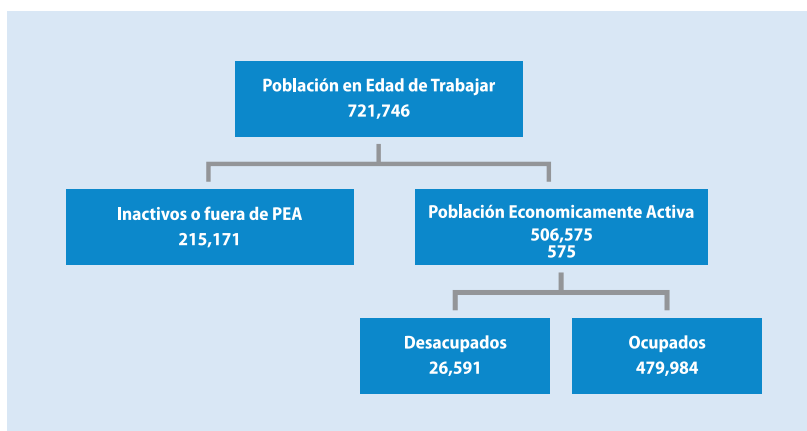 Población en Edad de Trabajar
721,746
Inactivos o fuera de PEA
215,171
Población Economicamente Activa
506,575
575
Desacupados
26,591
Ocupados
479,984